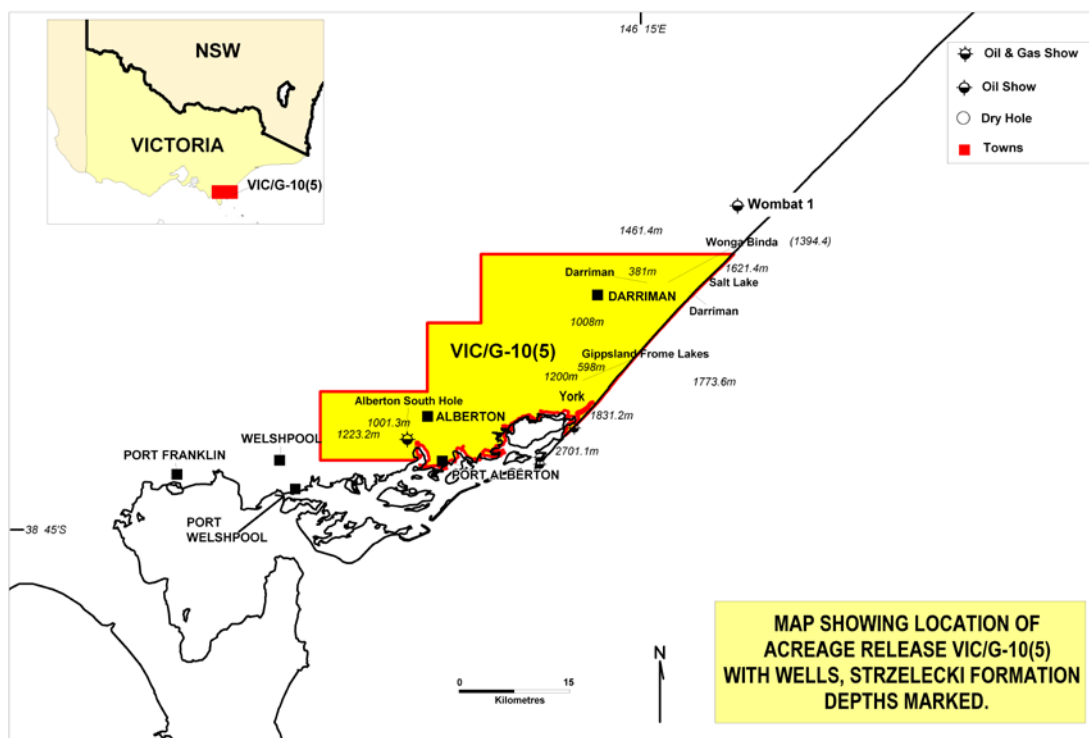 146 15'E
NSW
VICTORIA
VIC/G-10(5)
Oil & Gas Show
Oil Show
Dry Hole
Towns
Wombat 1
1461.4m
Wonga Binda (1394.4)
Darriman
381m
1621.4m
Salt Lake
DARRIMAN
Darriman
1008m
VIC/G-10(5)
Gippsland Frome Lakes
598m
1200m
1773.6m
York
Alberton South Hole
1001.3m
ALBERTON
1831.2m
1223.2m
WELSHPOOL
2701.1m
PORT FRANKLIN
PORT ALBERTON
PORT
WELSHPOOL
38 45'S
N
0
15
Kilometres
MAP SHOWING LOCATION OF
ACREAGE RELEASE VIC/G-10(5)
WITH WELLS, STRZELECKI FORMATION
DEPTHS MARKED.